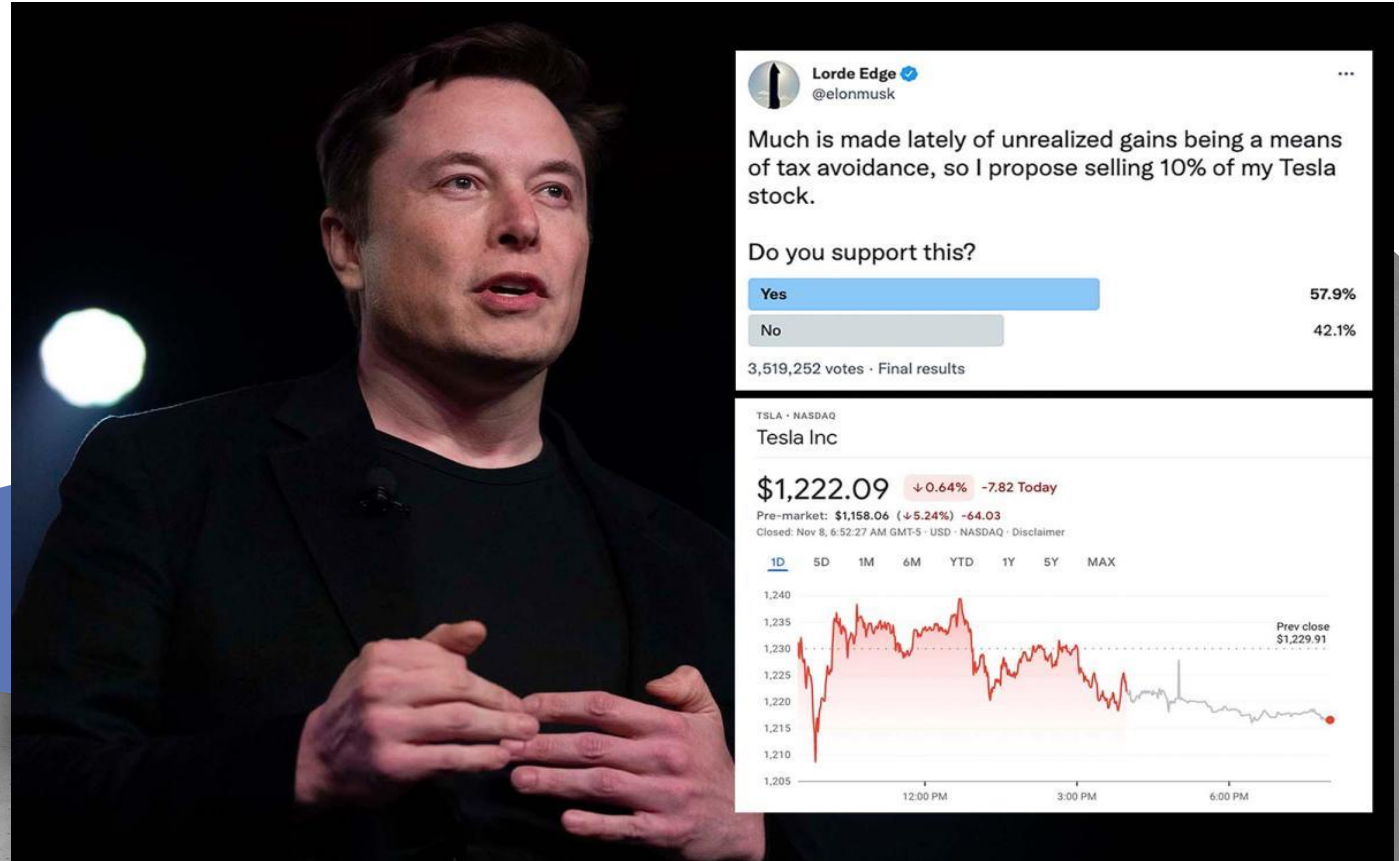 Lorde Edge
@elonmusk
Much is made lately of unrealized gains being a means
of tax avoidance, so I propose selling 10% of my Tesla
stock.
Do you support this?
Yes 57.9%
No 42.1%
3,519,252 votes · Final results
TSLA · NASDAQ
Tesla Inc
$1,222.09 ↓0.64% -7.82 Today
Pre-market: $1,158.06 (↓5.24%) -64.03
Closed: Nov 8, 6:52:27 AM GMT-5 · USD · NASDAQ · Disclaimer
1D 5D 1M 6M YTD 1Y 5Y MAX
1,240
1,235
Prev close
1,230 $1,229.91
1,225
1,220
1,215
1,210
1,205
12:00 PM 3:00 PM 6:00 PM